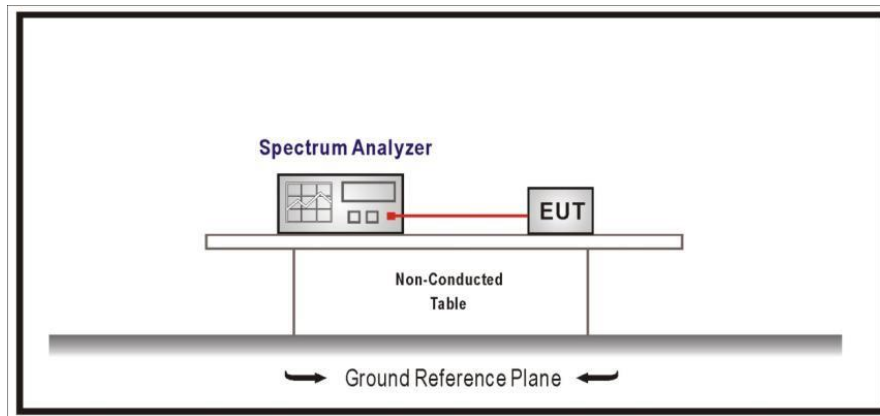 Spectrum Analyzer
EUT
Non-Conducted
Table
Ground Reference Plane